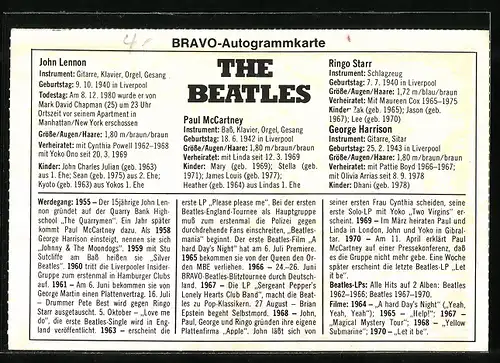 4.-
BRAVO-Autogrammkarte
John Lennon
Instrument: Gitarre, Klavier, Orgel, Gesang
Geburtstag: 9. 10. 1940 in Liverpool
Todestag: Am 8. 12. 1980 wurde er von
Mark David Chapman (25) um 23 Uhr
Ortszeit vor seinem Apartment in
Manhattan/New York erschossen
Größe/Augen/Haare: 1,80 m/braun/braun
Verheiratet: mit Cynthia Powell 1962–1968
mit Yoko Ono seit 20. 3. 1969
Kinder: John Charles Julian (geb. 1963)
aus 1. Ehe; Sean (geb. 1975) aus 2. Ehe;
Kyoto (geb. 1963) aus Yokos 1. Ehe
THE
BEATLES
Paul McCartney
Instrument: Baß, Klavier, Orgel, Gesang
Geburtstag: 18. 6. 1942 in Liverpool
Größe/Augen/Haare: 1,80 m/braun/braun
Verheiratet: mit Linda seit 12. 3. 1969
Kinder: Mary (geb. 1969); Stella (geb.
1971); James Louis (geb. 1977);
Heather (geb. 1964) aus Lindas 1. Ehe
Ringo Starr
Instrument: Schlagzeug
Geburtstag: 7. 7. 1940 in Liverpool
Größe/Augen/Haare: 1,72 m/blau/braun
Verheiratet: Mit Maureen Cox 1965–1975
Kinder: Zak (geb. 1965); Jason (geb.
1967); Lee (geb. 1970)
George Harrison
Instrument: Gitarre, Sitar
Geburtstag: 25. 2. 1943 in Liverpool
Größe/Augen/Haare: 1,80 m/braun/braun
Verheiratet: mit Pattie Boyd 1966–1967;
mit Olivia Arrias seit 8. 9. 1978
Kinder: Dhani (geb. 1978)
Werdegang: 1955 – Der 15jährige John Len-
non gründet auf der Quarry Bank High-
school „The Quarrymen“. Ein Jahr später
kommt Paul McCartney dazu. Als 1958
George Harrison einsteigt, nennen sie sich
„Johnny & The Moondogs“. 1959 mit Stu
Sutcliffe am Baß heißen sie „Silver
Beatles“. 1960 tritt die Liverpooler Insider-
Gruppe zum erstenmal in Hamburger Clubs
auf. 1961 – Am 6. Juni bekommen sie von
George Martin einen Plattenvertrag. 16. Juli
– Drummer Pete Best wird gegen Ringo
Starr ausgetauscht. 5. Oktober – „Love me
do“, die erste Beatles-Single wird in Eng-
land veröffentlicht. 1963 – erscheint die
erste LP „Please please me“. Bei der ersten
Beatles-England-Tournee als Hauptgruppe
muß zum erstenmal die Polizei gegen
durchdrehende Fans einschreiten, „Beatles-
mania“ beginnt. Der erste Beatles-Film „A
hard Day's Night“ hat am 6. Juli Premiere.
1965 bekommen sie von der Queen den Or-
den MBE verliehen. 1966 – 24.–26. Juni
BRAVO-Beatles-Blitztournee durch Deutsch-
land. 1967 – Die LP „Sergeant Pepper's
Lonely Hearts Club Band“, macht die Beat-
les zu Pop-Klassikern. 27 August – Brian
Epstein begeht Selbstmord. 1968 – John,
Paul, George und Ringo gründen ihre eigene
Plattenfirma „Apple“. John läßt sich von
seiner ersten Frau Cynthia scheiden, seine
erste Solo-LP mit Yoko „Two Virgins“ er-
scheint. 1969 – Im März heiraten Paul und
Linda in London, John und Yoko in Gibral-
tar. 1970 – Am 11. April erklärt Paul
McCartney auf einer Pressekonferenz, daß
es die Gruppe nicht mehr gebe. Eine Woche
später erscheint die letzte Beatles-LP „Let
it be“.
Beatles-LPs: Alle Hits auf 2 Alben: Beatles
1962–1966; Beatles 1967–1970.
Filme: 1964 – „A hard Day's Night“ („Yeah,
Yeah, Yeah“); 1965 – „Help!“; 1967 –
„Magical Mystery Tour“; 1968 – „Yellow
Submarine“; 1970 – „Let it be“.